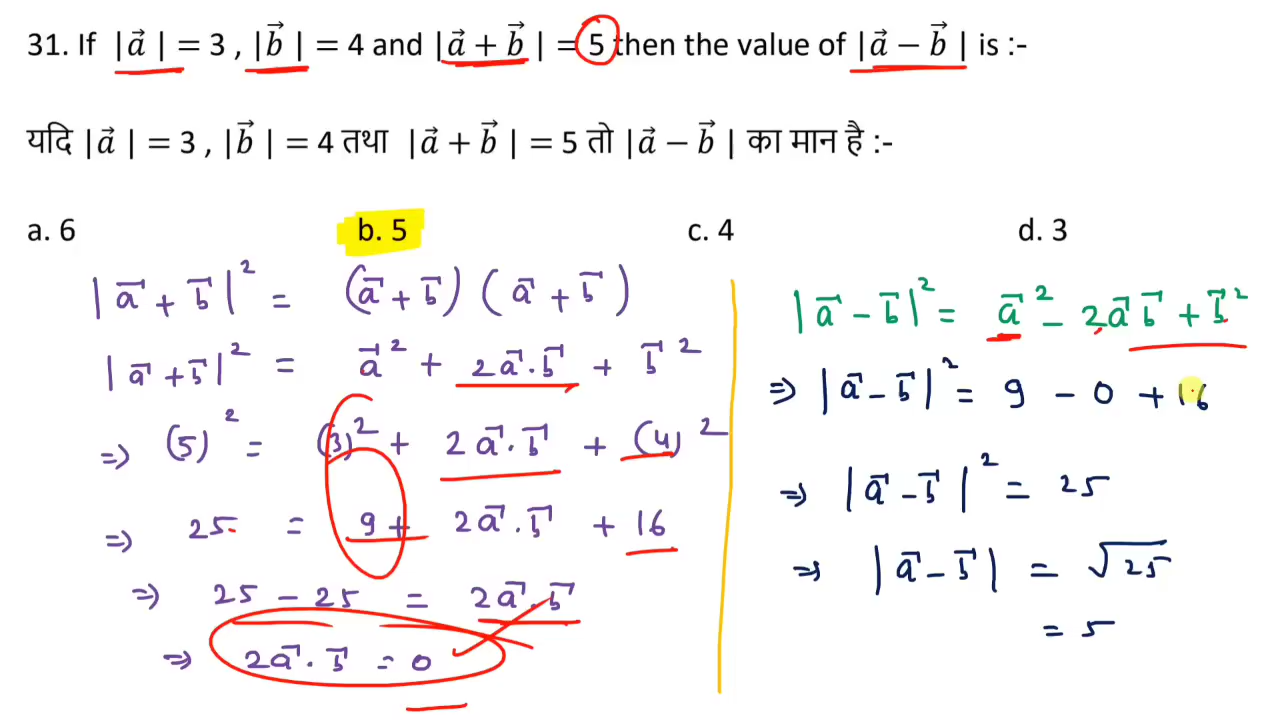 31. If |a⃗| = 3 , |b⃗| = 4 and |a⃗ + b⃗| = 5 then the value of |a⃗ − b⃗| is :-
यदि |a⃗| = 3 , |b⃗| = 4 तथा |a⃗ + b⃗| = 5 तो |a⃗ − b⃗| का मान है :-
a. 6 b. 5 c. 4 d. 3
|a⃗ + b⃗|² = (a⃗ + b⃗) (a⃗ + b⃗)
|a⃗ + b⃗|² = a⃗² + 2a⃗·b⃗ + b⃗²
⇒ (5)² = (3)² + 2a⃗·b⃗ + (4)²
⇒ 25 = 9 + 2a⃗·b⃗ + 16
⇒ 25 − 25 = 2a⃗·b⃗
⇒ 2a⃗·b⃗ = 0
|a⃗ − b⃗|² = a⃗² − 2a⃗ b⃗ + b⃗²
⇒ |a⃗ − b⃗|² = 9 − 0 + 16
⇒ |a⃗ − b⃗|² = 25
⇒ |a⃗ − b⃗| = √25
= 5